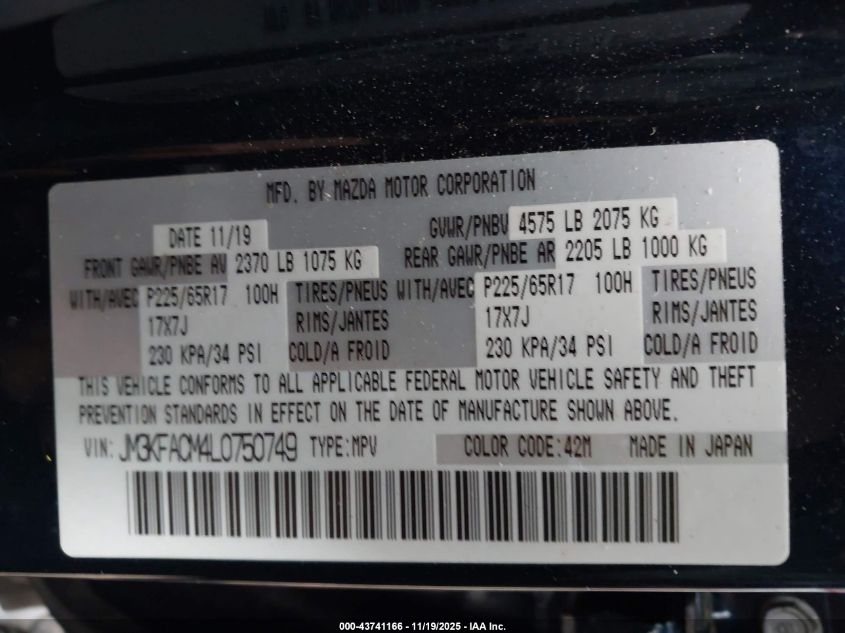 MFD. BY MAZDA MOTOR CORPORATION
DATE 11/19 GVWR/PNBV 4575 LB 2075 KG
FRONT GAWR/PNBE AV 2370 LB 1075 KG REAR GAWR/PNBE AR 2205 LB 1000 KG
WITH/AVEC P225/65R17 100H TIRES/PNEUS WITH/AVEC P225/65R17 100H TIRES/PNEUS
17X7J RIMS/JANTES 17X7J RIMS/JANTES
230 KPA/34 PSI COLD/A FROID 230 KPA/34 PSI COLD/A FROID
THIS VEHICLE CONFORMS TO ALL APPLICABLE FEDERAL MOTOR VEHICLE SAFETY AND THEFT
PREVENTION STANDARDS IN EFFECT ON THE DATE OF MANUFACTURE SHOWN ABOVE.
VIN: JM3KFACM4L0750749 TYPE:MPV COLOR CODE:42M MADE IN JAPAN
000-43741166 - 11/19/2025 - IAA Inc.